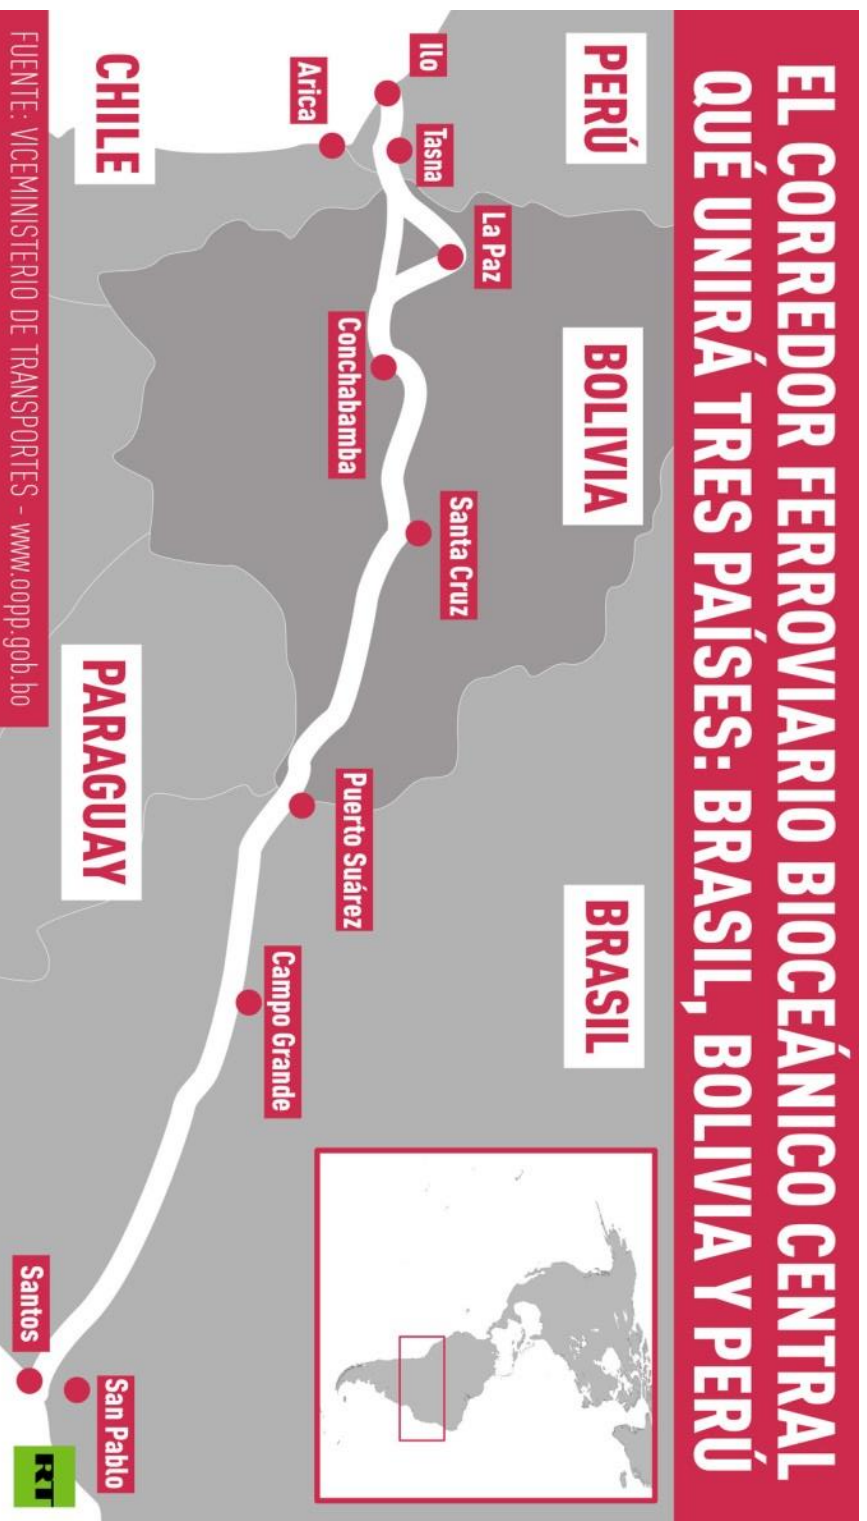 EL CORREDOR FERROVIARIO BIOCEÁNICO CENTRAL
QUÉ UNIRÁ TRES PAÍSES: BRASIL, BOLIVIA Y PERÚ
PERÚ
BOLIVIA
BRASIL
Ilo
Tasna
La Paz
Arica
Conchabamba
Santa Cruz
CHILE
Puerto Suárez
Campo Grande
PARAGUAY
San Pablo
Santos
FUENTE: VICEMINISTERIO DE TRANSPORTES - www.oopp.gob.bo
RT